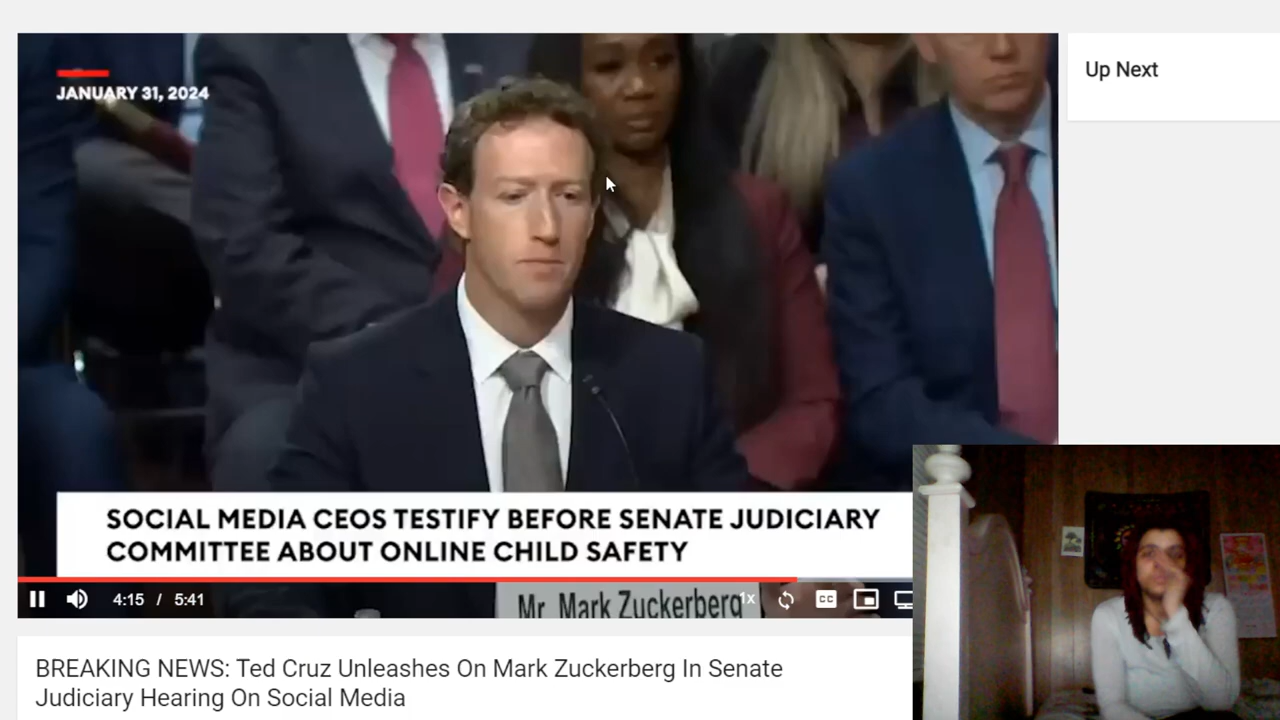 JANUARY 31, 2024
Up Next
SOCIAL MEDIA CEOS TESTIFY BEFORE SENATE JUDICIARY
COMMITTEE ABOUT ONLINE CHILD SAFETY
4:15 / 5:41
Mr. Mark Zuckerberg
1x
CC
BREAKING NEWS: Ted Cruz Unleashes On Mark Zuckerberg In Senate
Judiciary Hearing On Social Media